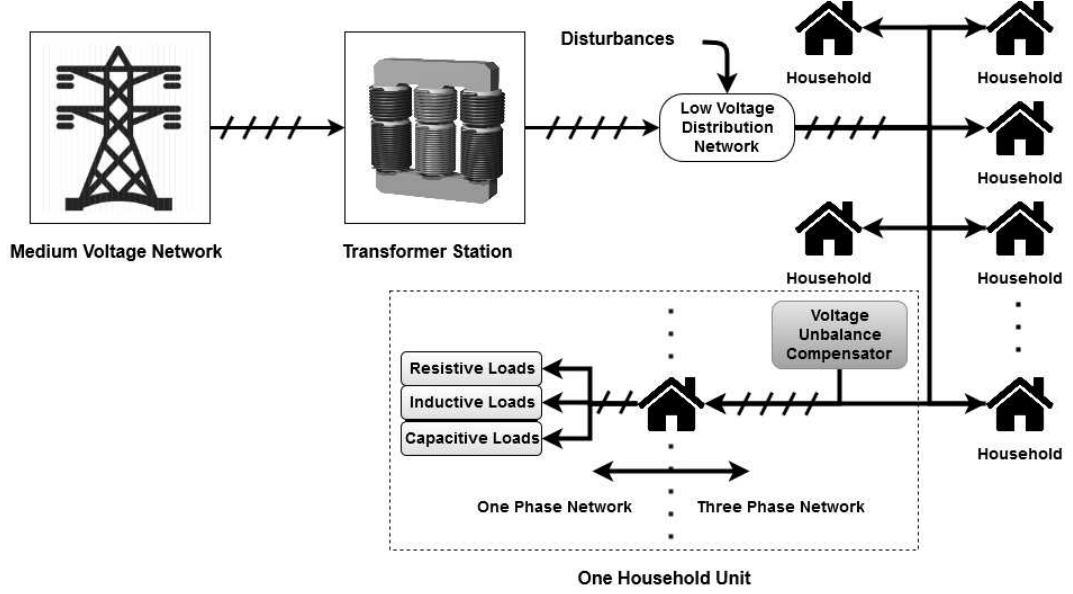 Disturbances
Low Voltage
Distribution
Network
Medium Voltage Network
Transformer Station
Household
Household
Household
Household
Household
Household
Voltage
Unbalance
Compensator
Resistive Loads
Inductive Loads
Capacitive Loads
One Phase Network
Three Phase Network
One Household Unit